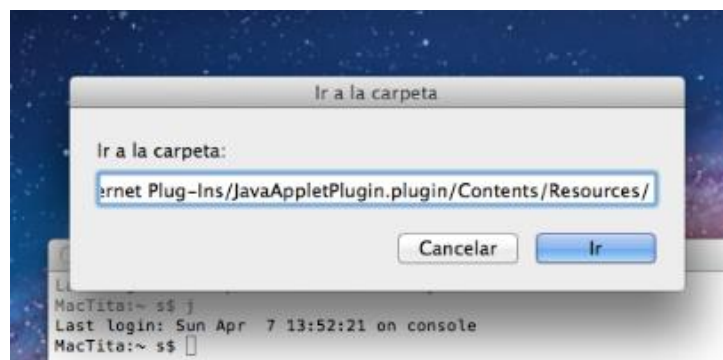 Ir a la carpeta
Ir a la carpeta:
ernet Plug-Ins/JavaAppletPlugin.plugin/Contents/Resources/
Cancelar Ir
MacTita:~ s$ j
Last login: Sun Apr  7 13:52:21 on console
MacTita:~ s$